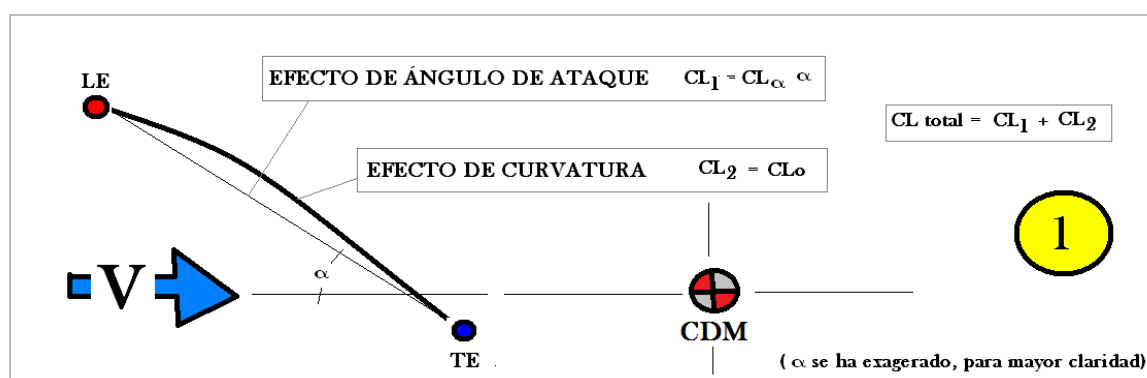 LE
EFECTO DE ÁNGULO DE ATAQUE CL1 = CLα α
CL total = CL1 + CL2
EFECTO DE CURVATURA CL2 = CLo
1
V
α
CDM
TE
( α se ha exagerado, para mayor claridad)